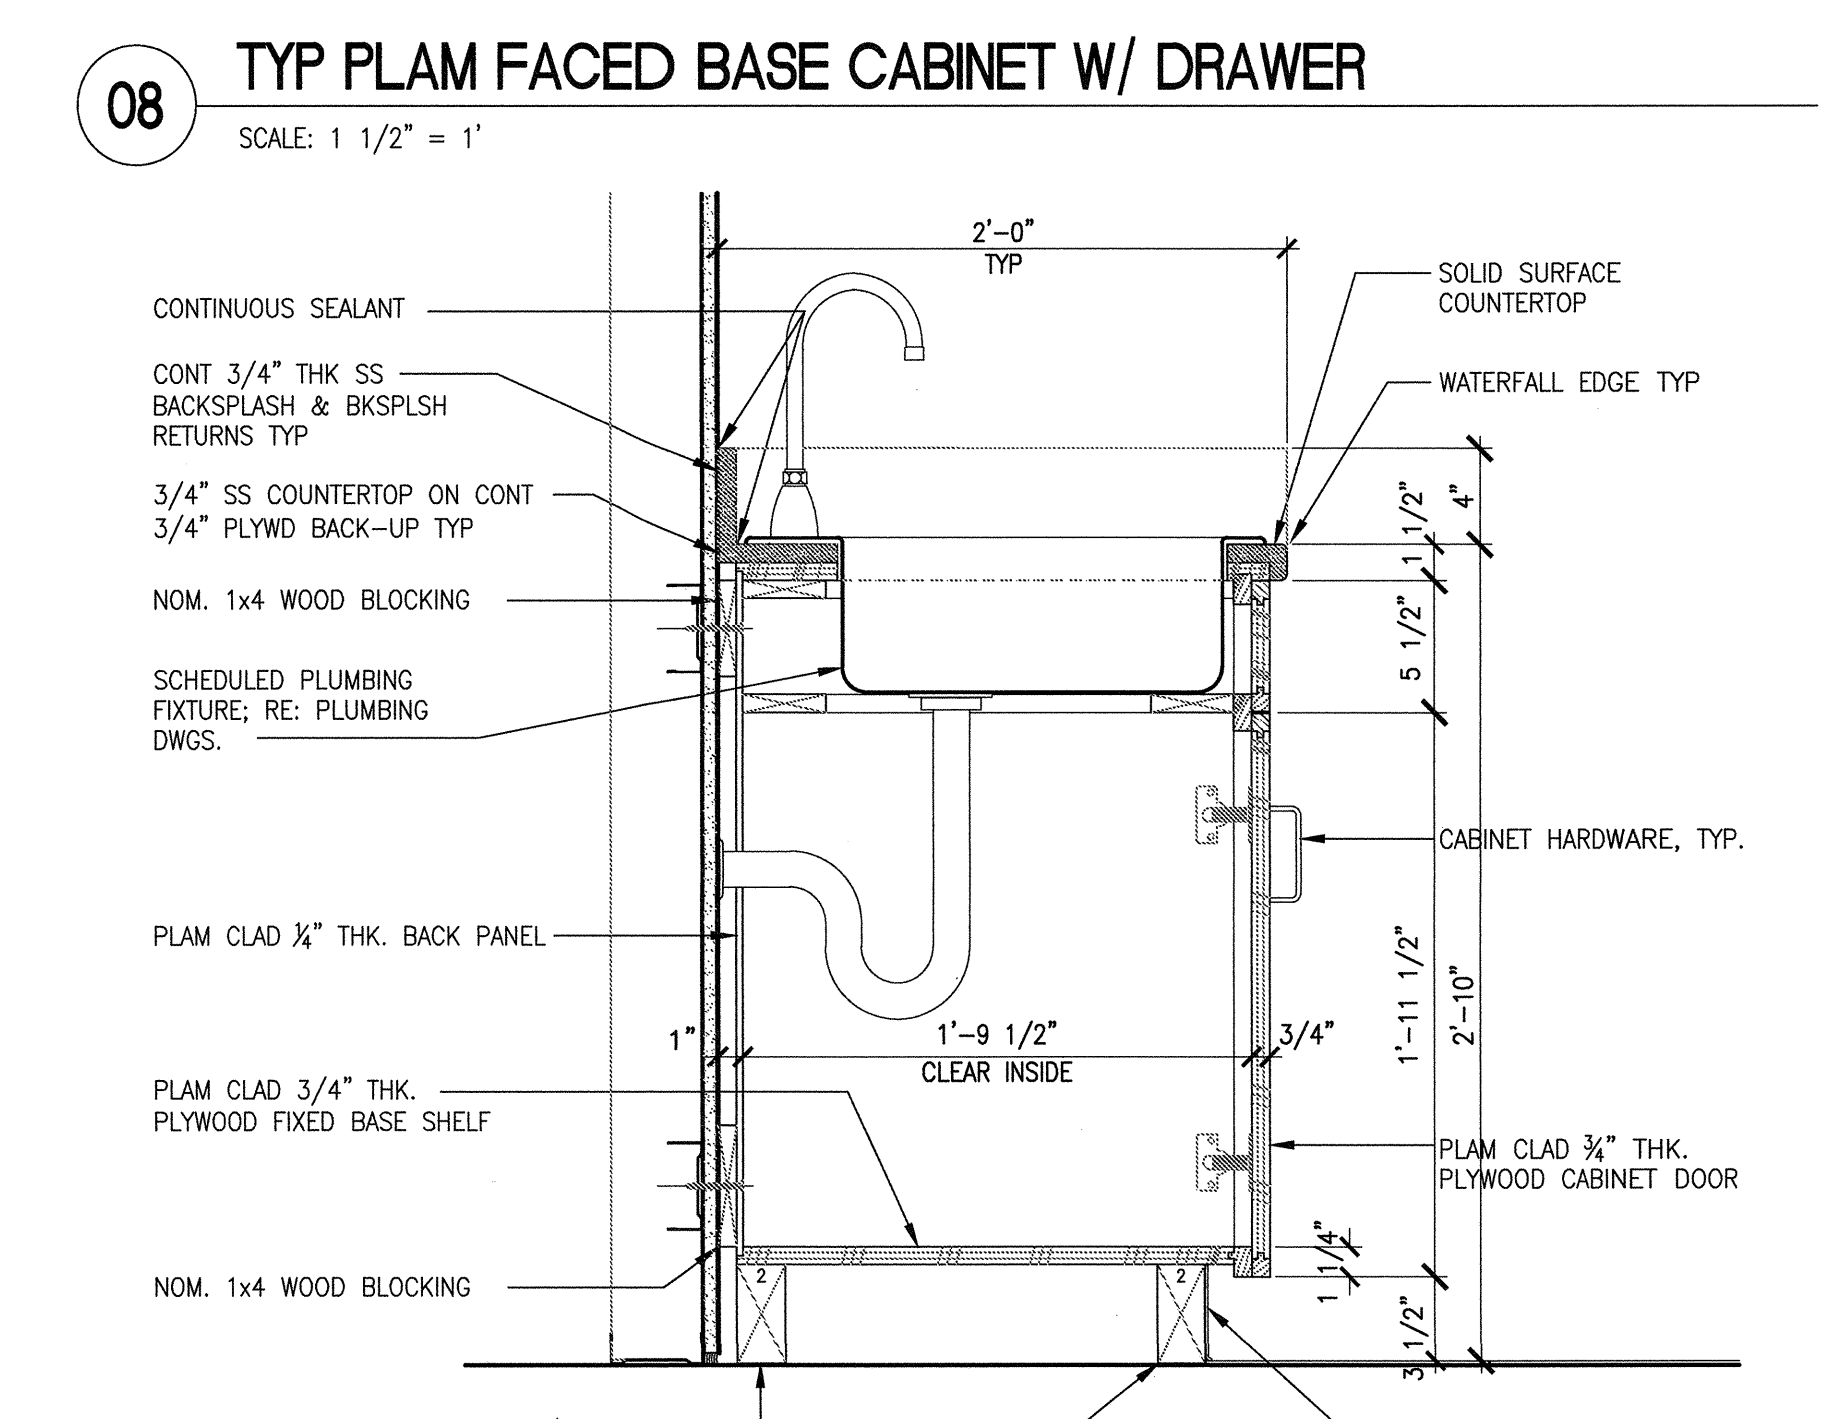 08
TYP PLAM FACED BASE CABINET W/ DRAWER
SCALE: 1 1/2" = 1'
2'-0"
TYP
SOLID SURFACE
COUNTERTOP
CONTINUOUS SEALANT
WATERFALL EDGE TYP
CONT 3/4" THK SS
BACKSPLASH & BKSPLSH
RETURNS TYP
3/4" SS COUNTERTOP ON CONT
3/4" PLYWD BACK-UP TYP
1 1/2"
4"
NOM. 1x4 WOOD BLOCKING
5 1/2"
SCHEDULED PLUMBING
FIXTURE; RE: PLUMBING
DWGS.
CABINET HARDWARE, TYP.
PLAM CLAD ¼" THK. BACK PANEL
1'-11 1/2"
2'-10"
1"
1'-9 1/2"
CLEAR INSIDE
3/4"
PLAM CLAD 3/4" THK.
PLYWOOD FIXED BASE SHELF
PLAM CLAD ¾" THK.
PLYWOOD CABINET DOOR
1 1/4"
NOM. 1x4 WOOD BLOCKING
2
2
3 1/2"